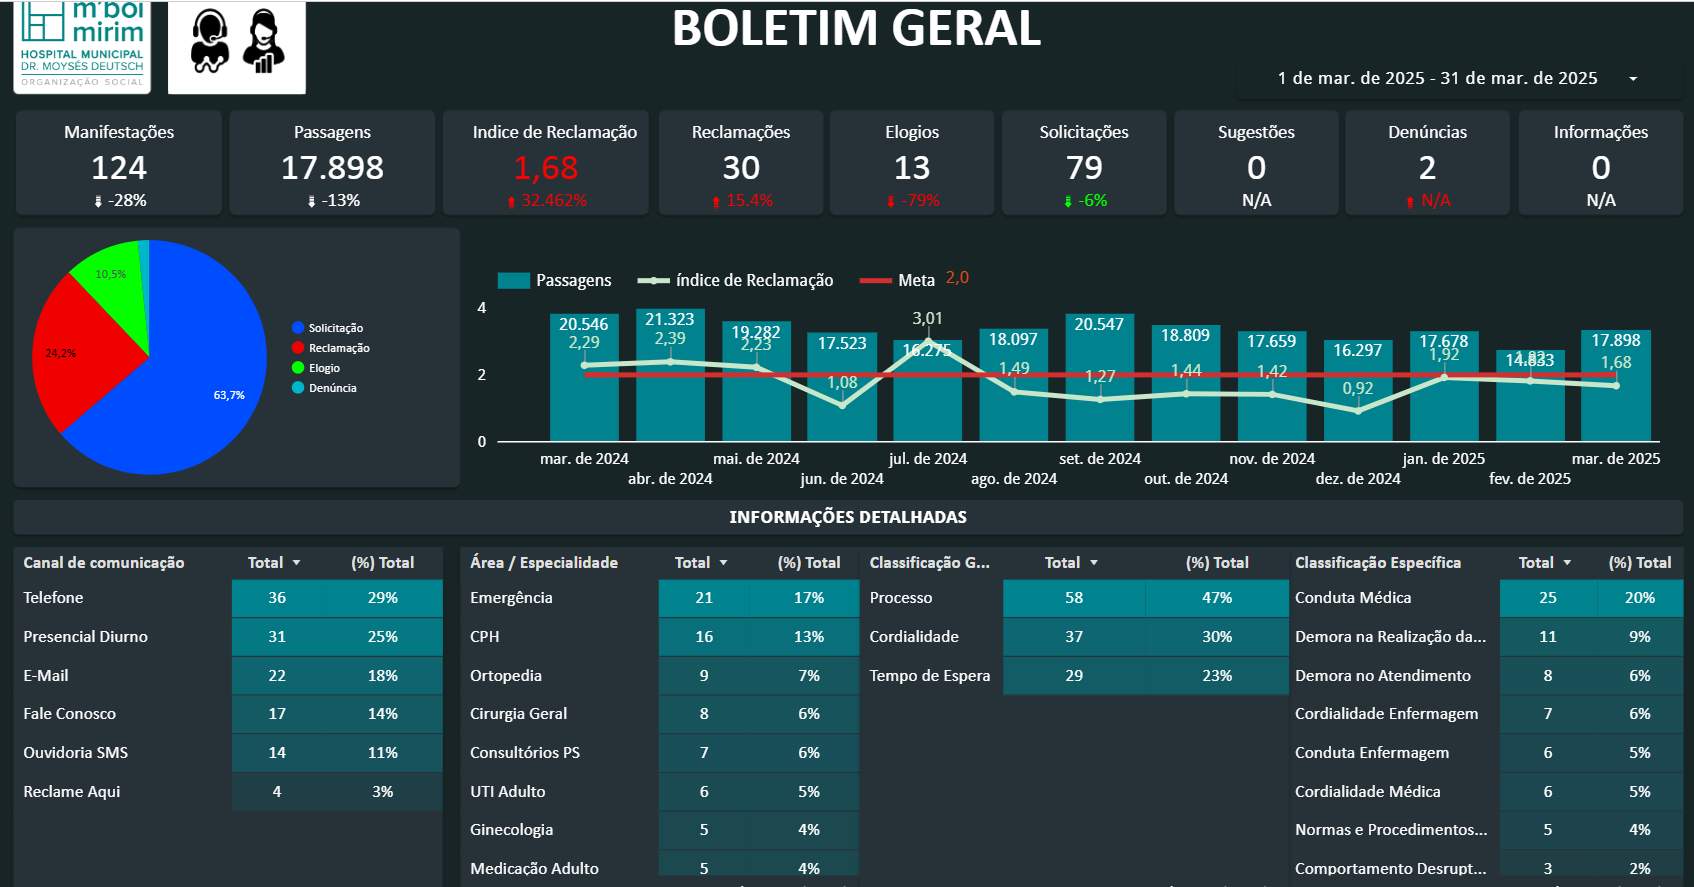 m'boi
mirim
HOSPITAL MUNICIPAL
DR. MOYSÉS DEUTSCH
ORGANIZAÇÃO SOCIAL
BOLETIM GERAL
1 de mar. de 2025 - 31 de mar. de 2025
Manifestações
124
-28%
Passagens
17.898
-13%
Indice de Reclamação
1,68
32.462%
Reclamações
30
15.4%
Elogios
13
-79%
Solicitações
79
-6%
Sugestões
0
N/A
Denúncias
2
N/A
Informações
0
N/A
10,5%
24,2%
63,7%
Solicitação
Reclamação
Elogio
Denúncia
Passagens índice de Reclamação Meta 2,0
4
2
0
20.546 21.323 19.282 17.523 16.275 18.097 20.547 18.809 17.659 16.297 17.678 14.833 17.898
2,29 2,39 2,23 1,08 3,01 1,49 1,27 1,44 1,42 0,92 1,92 1,68
mar. de 2024 mai. de 2024 jul. de 2024 set. de 2024 nov. de 2024 jan. de 2025 mar. de 2025
abr. de 2024 jun. de 2024 ago. de 2024 out. de 2024 dez. de 2024 fev. de 2025
INFORMAÇÕES DETALHADAS
Canal de comunicação Total (%) Total
Telefone 36 29%
Presencial Diurno 31 25%
E-Mail 22 18%
Fale Conosco 17 14%
Ouvidoria SMS 14 11%
Reclame Aqui 4 3%
Área / Especialidade Total (%) Total
Emergência 21 17%
CPH 16 13%
Ortopedia 9 7%
Cirurgia Geral 8 6%
Consultórios PS 7 6%
UTI Adulto 6 5%
Ginecologia 5 4%
Medicação Adulto 5 4%
Classificação G... Total (%) Total
Processo 58 47%
Cordialidade 37 30%
Tempo de Espera 29 23%
Classificação Específica Total (%) Total
Conduta Médica 25 20%
Demora na Realização da... 11 9%
Demora no Atendimento 8 6%
Cordialidade Enfermagem 7 6%
Conduta Enfermagem 6 5%
Cordialidade Médica 6 5%
Normas e Procedimentos... 5 4%
Comportamento Desrupt... 3 2%